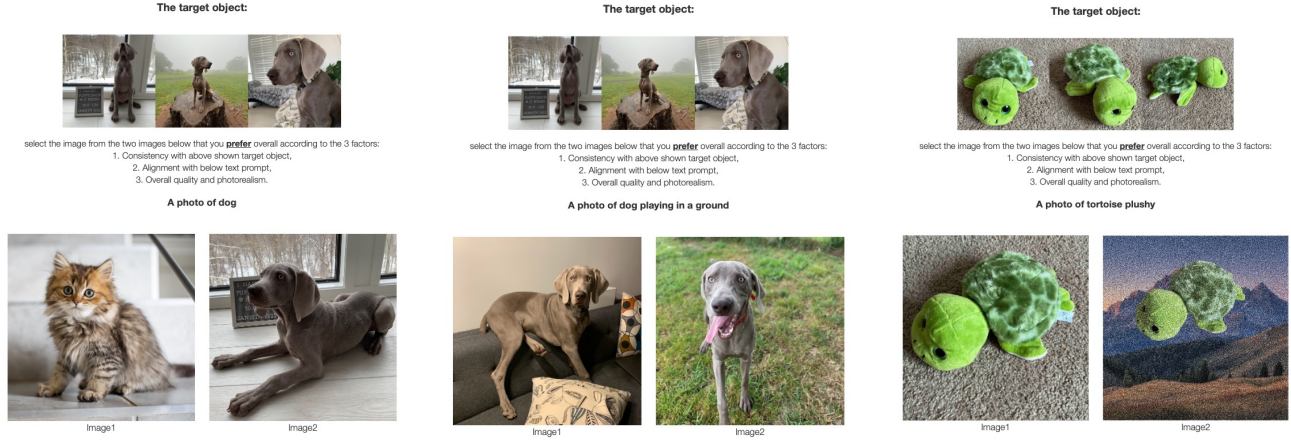 The target object:
select the image from the two images below that you prefer overall according to the 3 factors:
1. Consistency with above shown target object,
2. Alignment with below text prompt,
3. Overall quality and photorealism.
A photo of dog
Image1
Image2
The target object:
select the image from the two images below that you prefer overall according to the 3 factors:
1. Consistency with above shown target object,
2. Alignment with below text prompt,
3. Overall quality and photorealism.
A photo of dog playing in a ground
Image1
Image2
The target object:
select the image from the two images below that you prefer overall according to the 3 factors:
1. Consistency with above shown target object,
2. Alignment with below text prompt,
3. Overall quality and photorealism.
A photo of tortoise plushy
Image1
Image2